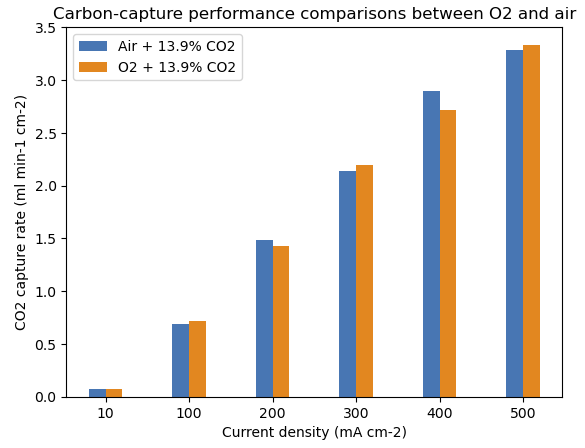 Carbon-capture performance comparisons between O2 and air
Air + 13.9% CO2
O2 + 13.9% CO2
CO2 capture rate (ml min-1 cm-2)
3.5
3.0
2.5
2.0
1.5
1.0
0.5
0.0
10 100 200 300 400 500
Current density (mA cm-2)